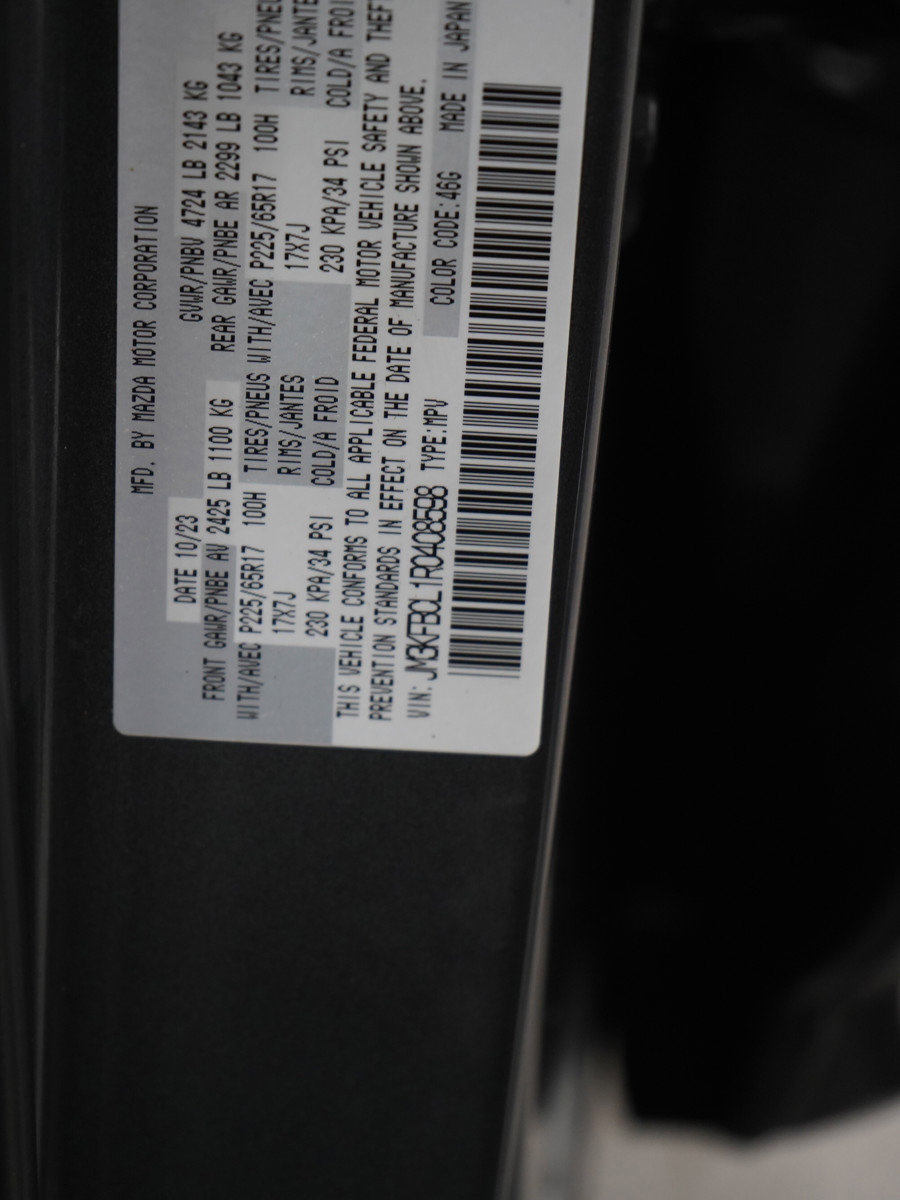 MFD. BY MAZDA MOTOR CORPORATION
DATE 10/23 GVWR/PNBV 4724 LB 2143 KG
FRONT GAWR/PNBE AV 2425 LB 1100 KG REAR GAWR/PNBE AR 2299 LB 1043 KG
WITH/AVEC P225/65R17 100H TIRES/PNEUS WITH/AVEC P225/65R17 100H TIRES/PNEU
17X7J RIMS/JANTES 17X7J RIMS/JANTE
230 KPA/34 PSI COLD/A FROID 230 KPA/34 PSI COLD/A FROI
THIS VEHICLE CONFORMS TO ALL APPLICABLE FEDERAL MOTOR VEHICLE SAFETY AND THEF
PREVENTION STANDARDS IN EFFECT ON THE DATE OF MANUFACTURE SHOWN ABOVE.
VIN: JM3KFBCL1R0408598 TYPE:MPV COLOR CODE:46G MADE IN JAPAN